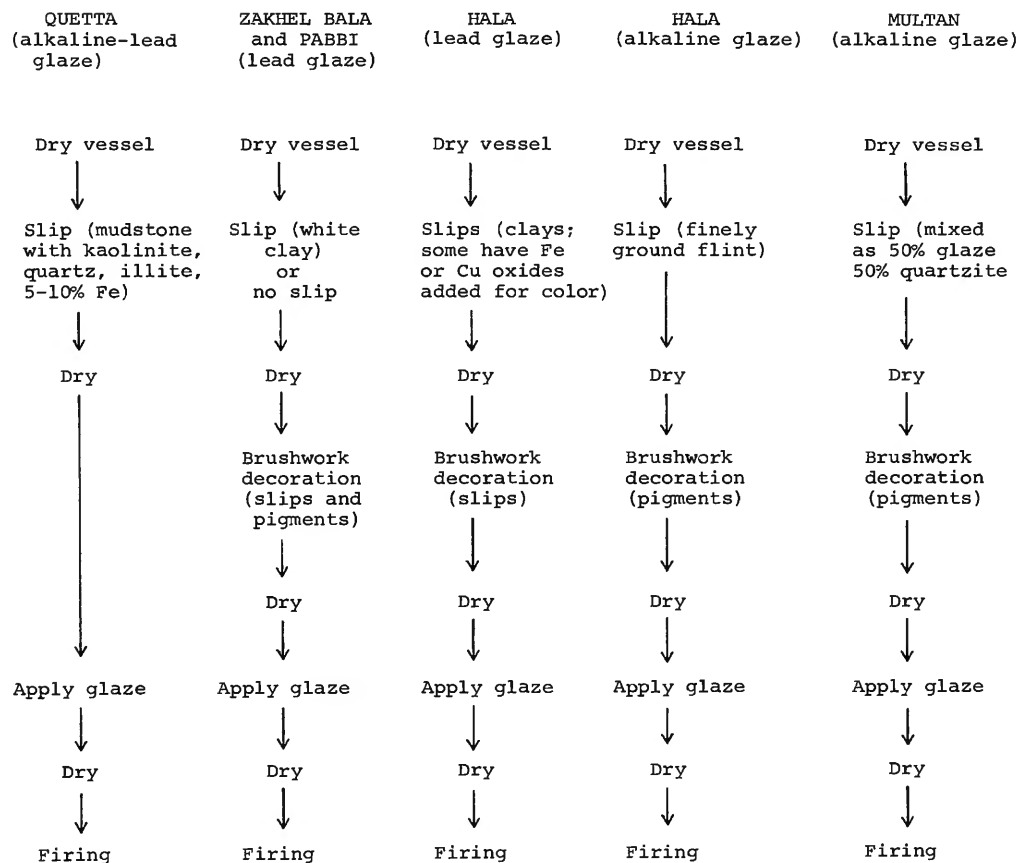 QUETTA
(alkaline-lead
glaze)
Dry vessel
Slip (mudstone
with kaolinite,
quartz, illite,
5-10% Fe)
Dry
Apply glaze
Dry
Firing
ZAKHEL BALA
and PABBI
(lead glaze)
Dry vessel
Slip (white
clay)
or
no slip
Dry
Brushwork
decoration
(slips and
pigments)
Dry
Apply glaze
Dry
Firing
HALA
(lead glaze)
Dry vessel
Slips (clays;
some have Fe
or Cu oxides
added for color)
Dry
Brushwork
decoration
(slips)
Dry
Apply glaze
Dry
Firing
HALA
(alkaline glaze)
Dry vessel
Slip (finely
ground flint)
Dry
Brushwork
decoration
(pigments)
Dry
Apply glaze
Dry
Firing
MULTAN
(alkaline glaze)
Dry vessel
Slip (mixed
as 50% glaze
50% quartzite
Dry
Brushwork
decoration
(pigments)
Dry
Apply glaze
Dry
Firing